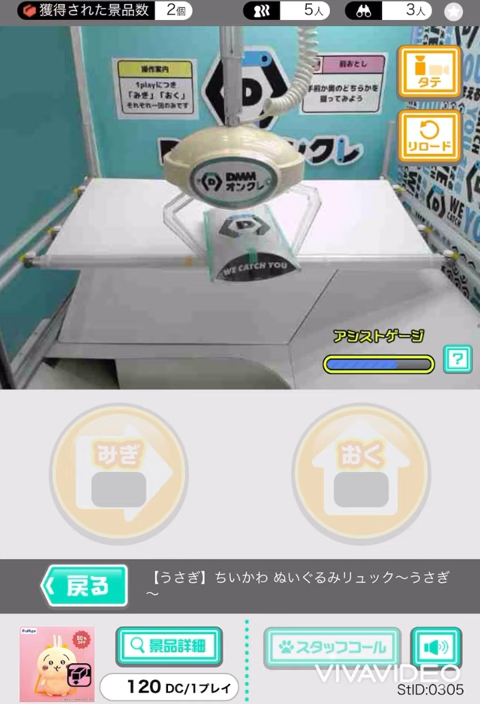 獲得された景品数
2個
5人
3人
操作案内
1playにつき
「みぎ」「おく」
それぞれ一回のみです
前おとし
手前か奥のどちらかを
狙ってみよう
タテ
リロード
DMM
オンクレ
WE CATCH YOU
アシストゲージ
?
みぎ
おく
戻る
【うさぎ】ちいかわ ぬいぐるみリュック〜うさぎ
〜
景品詳細
スタッフコール
120 DC/1プレイ
VIVAVIDEO
StID:0305